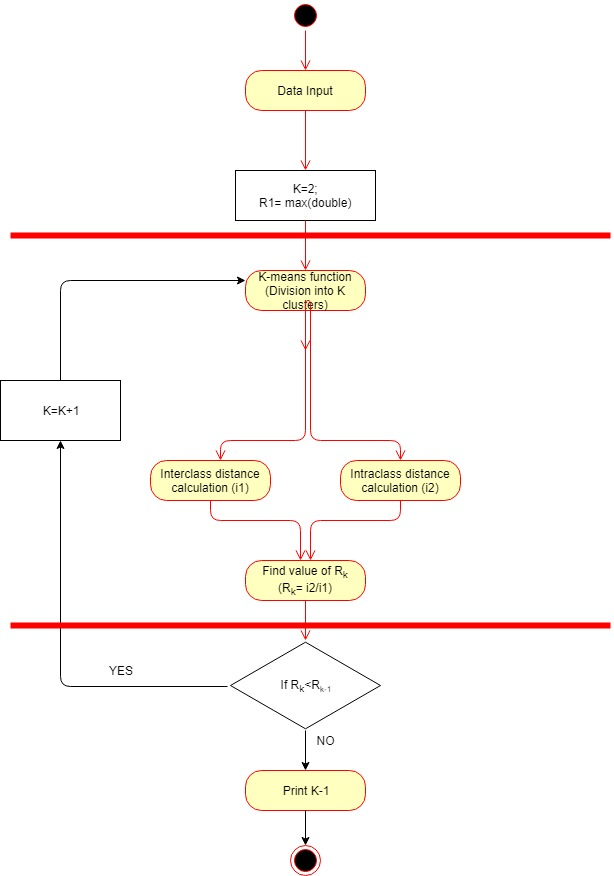 Data Input
K=2;
R1= max(double)
K-means function
(Division into K
clusters)
K=K+1
Interclass distance
calculation (i1)
Intraclass distance
calculation (i2)
Find value of Rk
(Rk= i2/i1)
YES
If Rk<Rk-1
NO
Print K-1